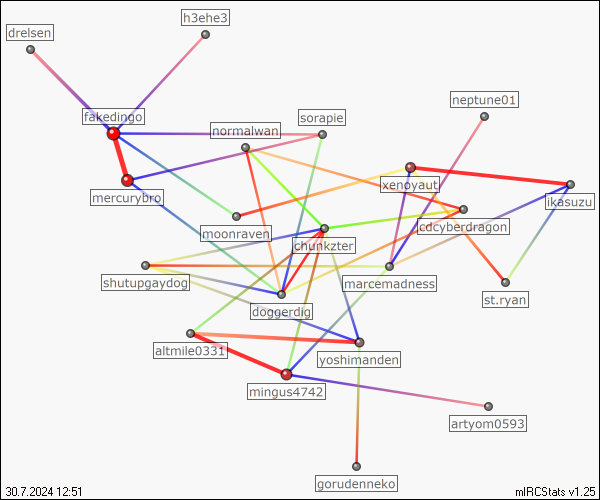 h3ehe3
drelsen
neptune01
fakedingo
sorapie
normalwan
xenoyaut
mercurybro
ikasuzu
cdcyberdragon
moonraven
chunkzter
shutupgaydog
marcemadness
st.ryan
doggerdig
altmile0331
yoshimanden
mingus4742
artyom0593
gorudenneko
30.7.2024 12:51
mIRCStats v1.25